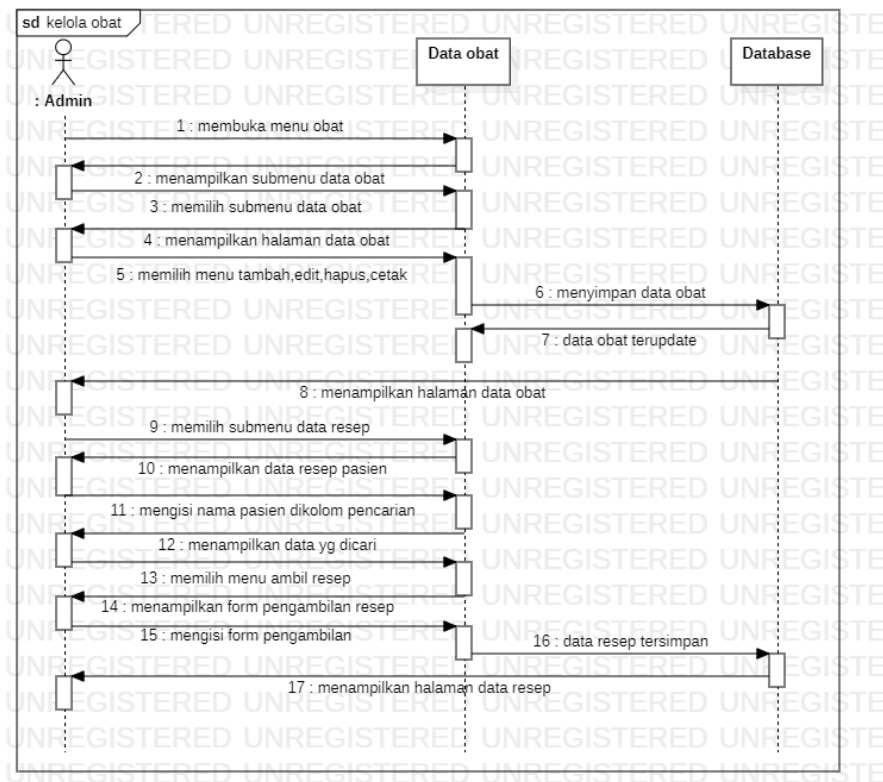 sd kelola obat
Data obat
Database
: Admin
1 : membuka menu obat
2 : menampilkan submenu data obat
3 : memilih submenu data obat
4 : menampilkan halaman data obat
5 : memilih menu tambah,edit,hapus,cetak
6 : menyimpan data obat
7 : data obat terupdate
8 : menampilkan halaman data obat
9 : memilih submenu data resep
10 : menampilkan data resep pasien
11 : mengisi nama pasien dikolom pencarian
12 : menampilkan data yg dicari
13 : memilih menu ambil resep
14 : menampilkan form pengambilan resep
15 : mengisi form pengambilan
16 : data resep tersimpan
17 : menampilkan halaman data resep
UNREGISTERED